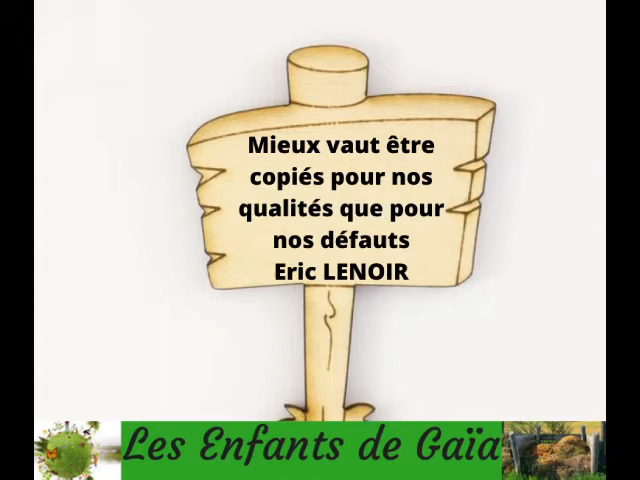 Mieux vaut être
copiés pour nos
qualités que pour
nos défauts
Eric LENOIR
Les Enfants de Gaïa